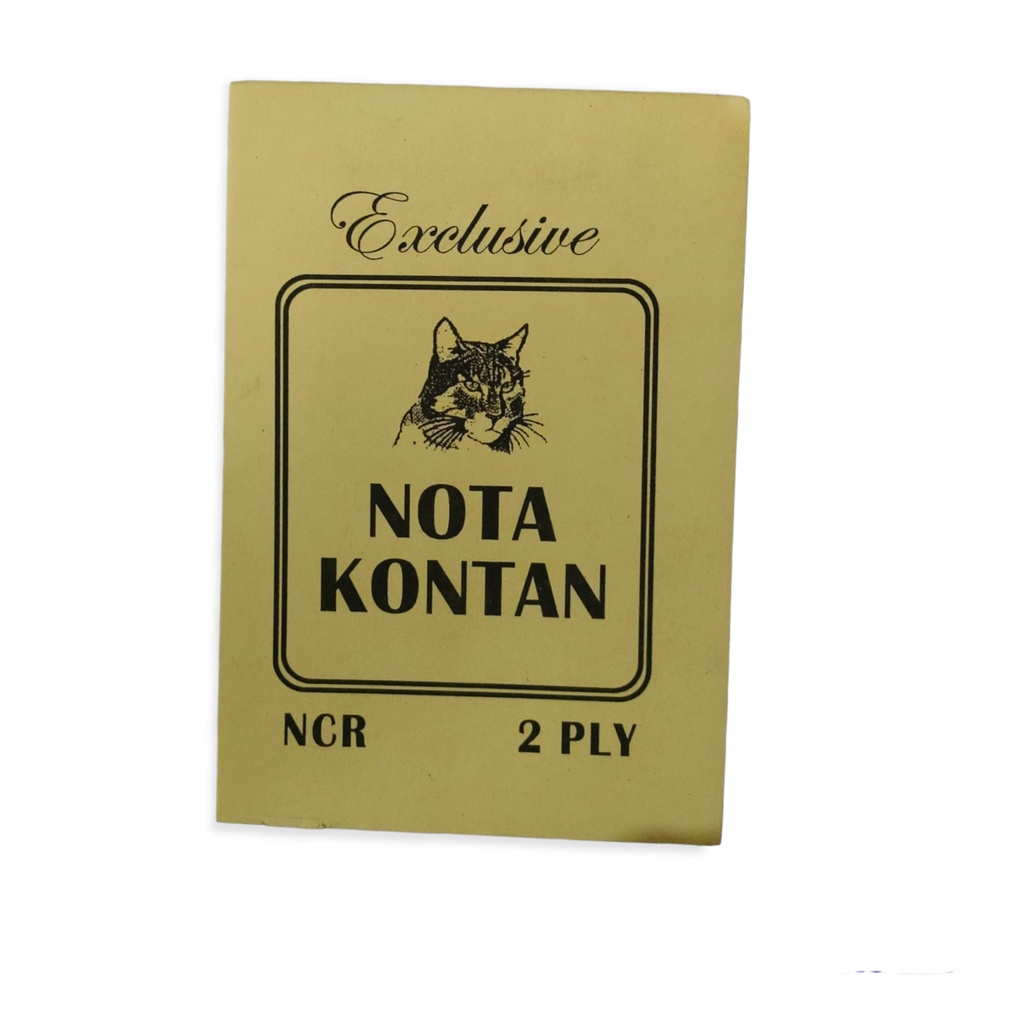 Exclusive
NOTA
KONTAN
NCR 2 PLY